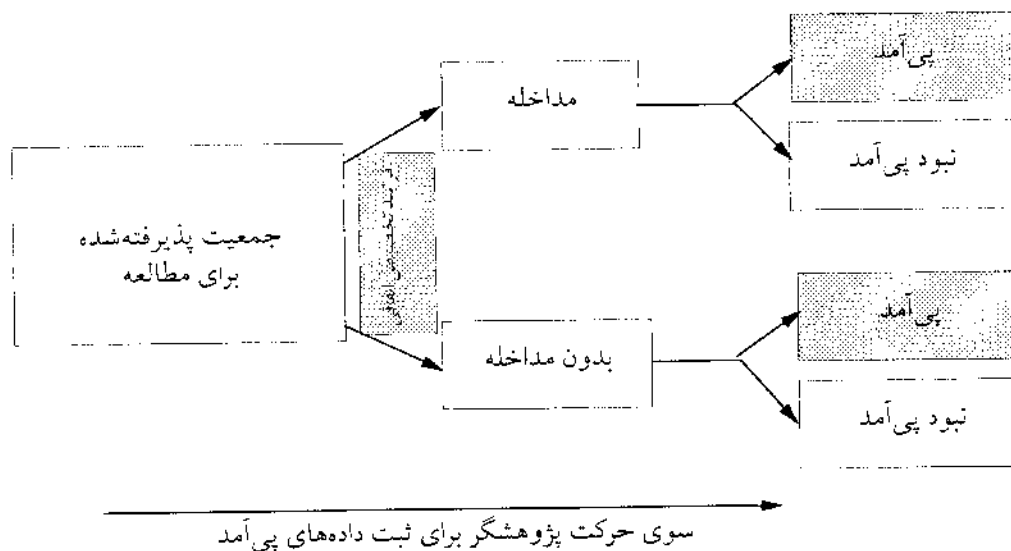 پی‌آمد
مداخله
نبود پی‌آمد
جمعیت پذیرفته‌شده
برای مطالعه
پی‌آمد
بدون مداخله
نبود پی‌آمد
سوی حرکت پژوهشگر برای ثبت داده‌های پی‌آمد